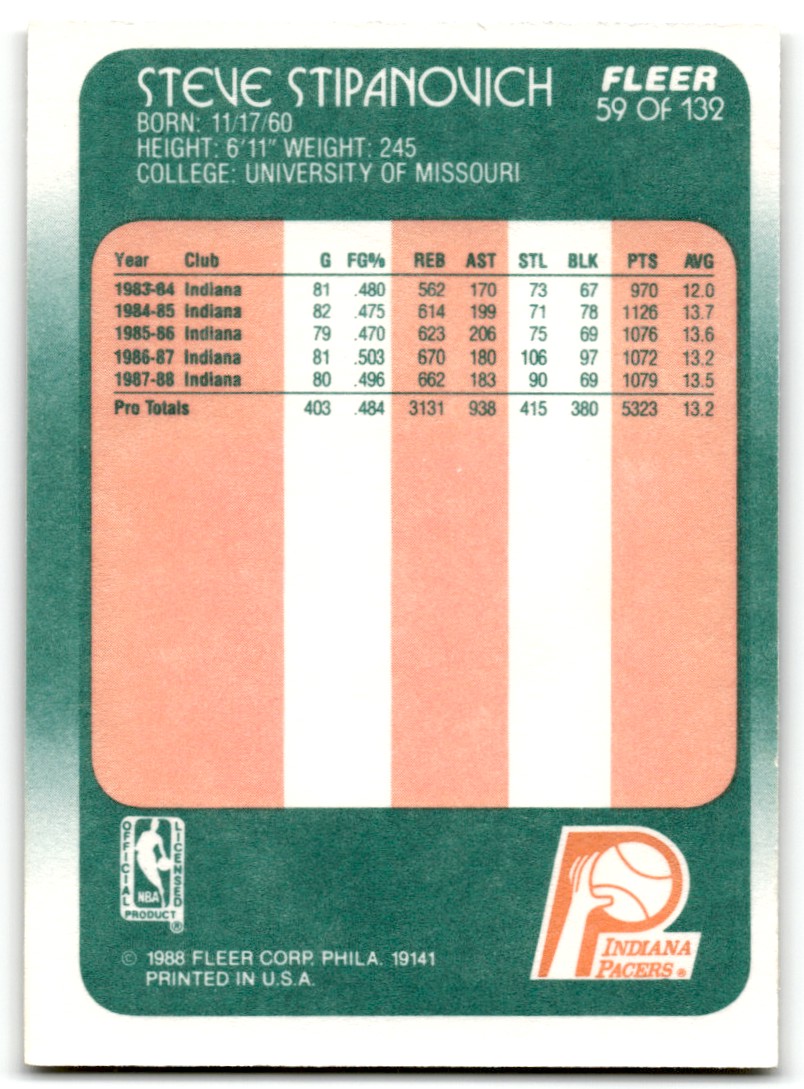 STEVE STIPANOVICH
FLEER
59 OF 132
BORN: 11/17/60
HEIGHT: 6'11" WEIGHT: 245
COLLEGE: UNIVERSITY OF MISSOURI
Year Club G FG% REB AST STL BLK PTS AVG
1983-84 Indiana 81 .480 562 170 73 67 970 12.0
1984-85 Indiana 82 .475 614 199 71 78 1126 13.7
1985-86 Indiana 79 .470 623 206 75 69 1076 13.6
1986-87 Indiana 81 .503 670 180 106 97 1072 13.2
1987-88 Indiana 80 .496 662 183 90 69 1079 13.5
Pro Totals 403 .484 3131 938 415 380 5323 13.2
OFFICIAL
LICENSED
NBA
PRODUCT
®
INDIANA
PACERS ®
© 1988 FLEER CORP. PHILA. 19141
PRINTED IN U.S.A.